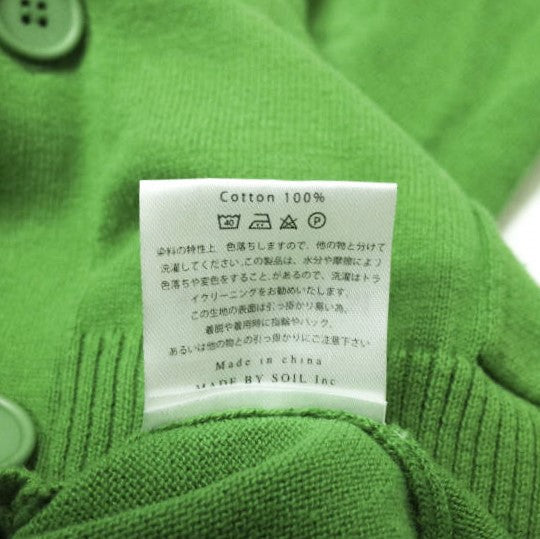 Cotton 100%
40 P
染料の特性上、色落ちしますので、他の物と分けて
洗濯してください.この製品は、水分や摩擦により
色落ちや変色をすること,があるので、洗濯はトラ
イクリーニングをお勧めいたします.
この生地の表面は引っ掛かり易い為、
着脱や着用時に指輪やバック、
あるいは他の物との引っ掛かりにご注意下さい
Made in china
MADE BY SOIL Inc